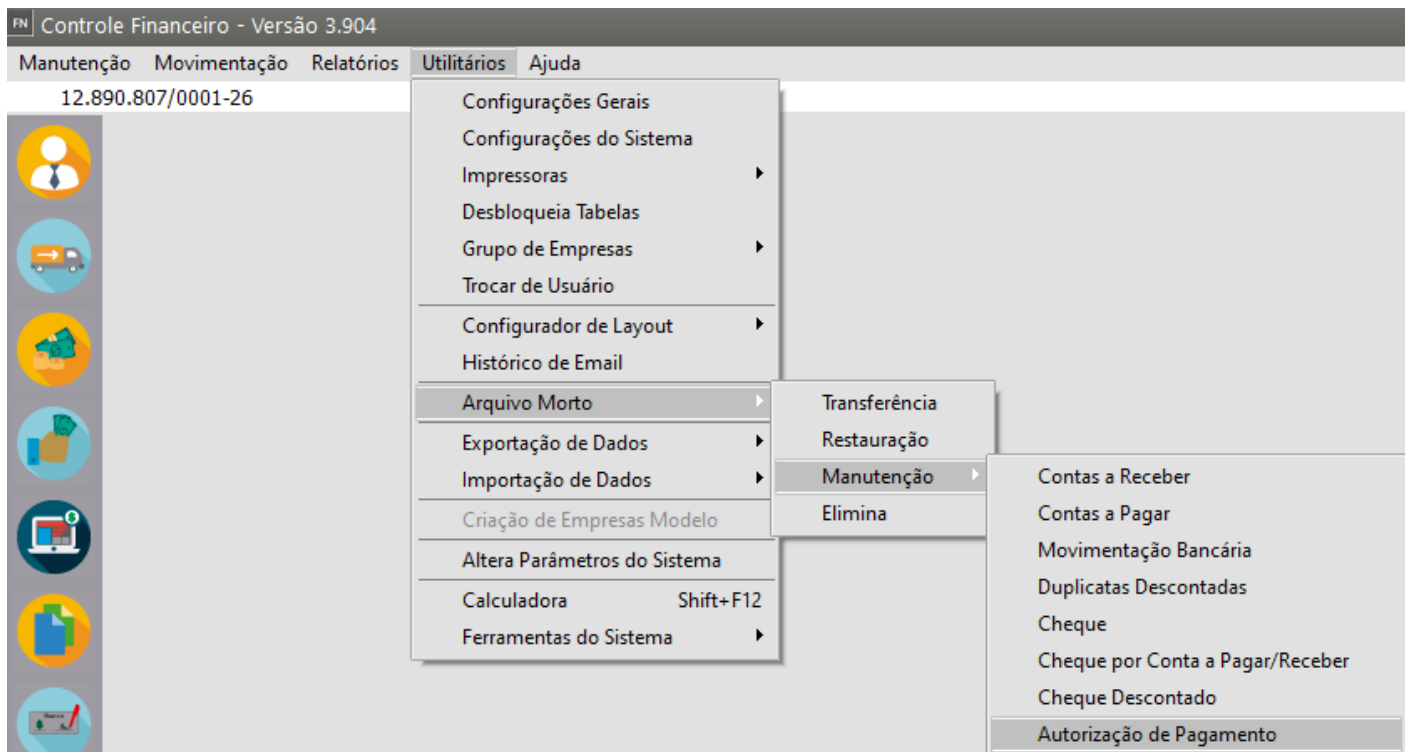 FN Controle Financeiro - Versão 3.904
Manutenção Movimentação Relatórios Utilitários Ajuda
12.890.807/0001-26
Configurações Gerais
Configurações do Sistema
Impressoras
Desbloqueia Tabelas
Grupo de Empresas
Trocar de Usuário
Configurador de Layout
Histórico de Email
Arquivo Morto
Exportação de Dados
Importação de Dados
Criação de Empresas Modelo
Altera Parâmetros do Sistema
Calculadora Shift+F12
Ferramentas do Sistema
Transferência
Restauração
Manutenção
Elimina
Contas a Receber
Contas a Pagar
Movimentação Bancária
Duplicatas Descontadas
Cheque
Cheque por Conta a Pagar/Receber
Cheque Descontado
Autorização de Pagamento